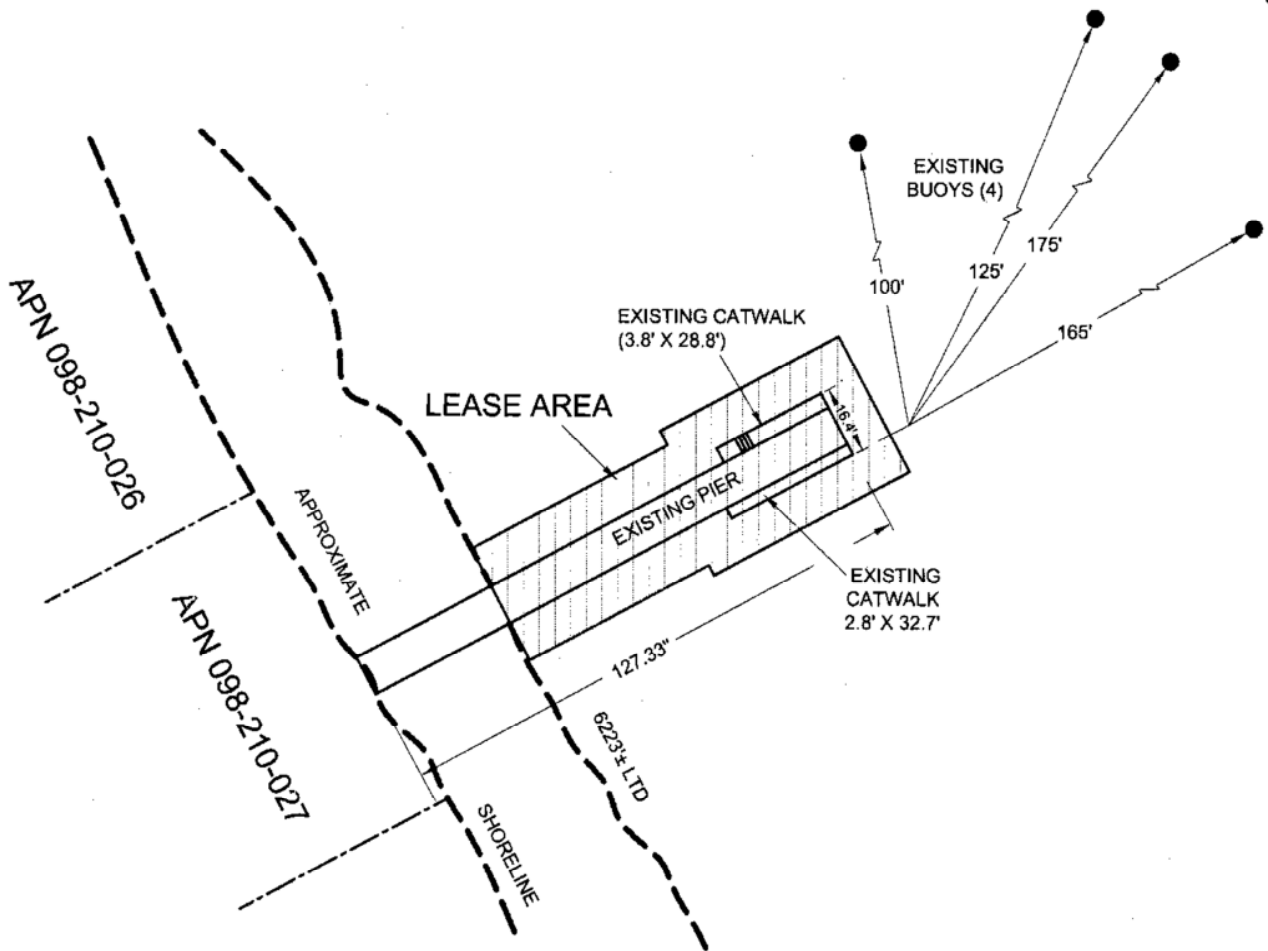 EXISTING
BUOYS (4)
100'
125'
175'
165'
EXISTING CATWALK
(3.8' X 28.8')
LEASE AREA
16.4'
EXISTING PIER
EXISTING
CATWALK
2.8' X 32.7'
127.33"
APN 098-210-026
APPROXIMATE
APN 098-210-027
6223'± LTD
SHORELINE